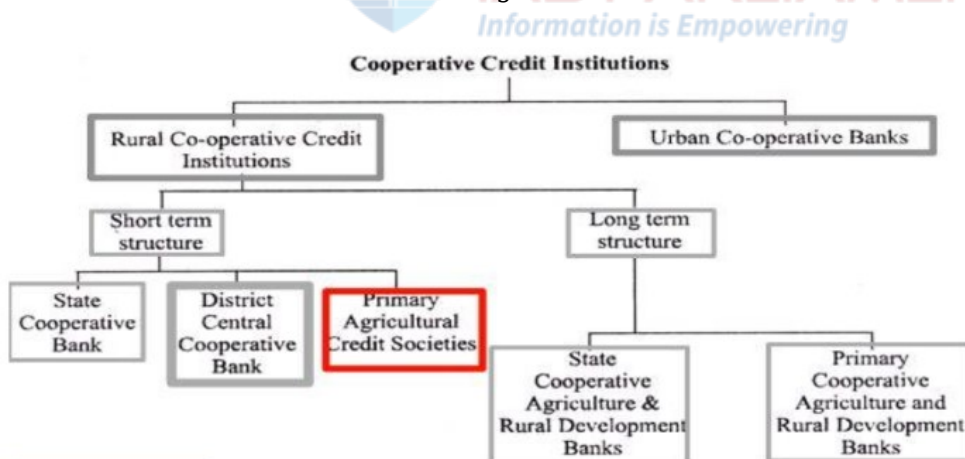 Information is Empowering
Cooperative Credit Institutions
Rural Co-operative Credit
Institutions
Urban Co-operative Banks
Short term
structure
Long term
structure
State
Cooperative
Bank
District
Central
Cooperative
Bank
Primary
Agricultural
Credit Societies
State
Cooperative
Agriculture &
Rural Development
Banks
Primary
Cooperative
Agriculture and
Rural Development
Banks